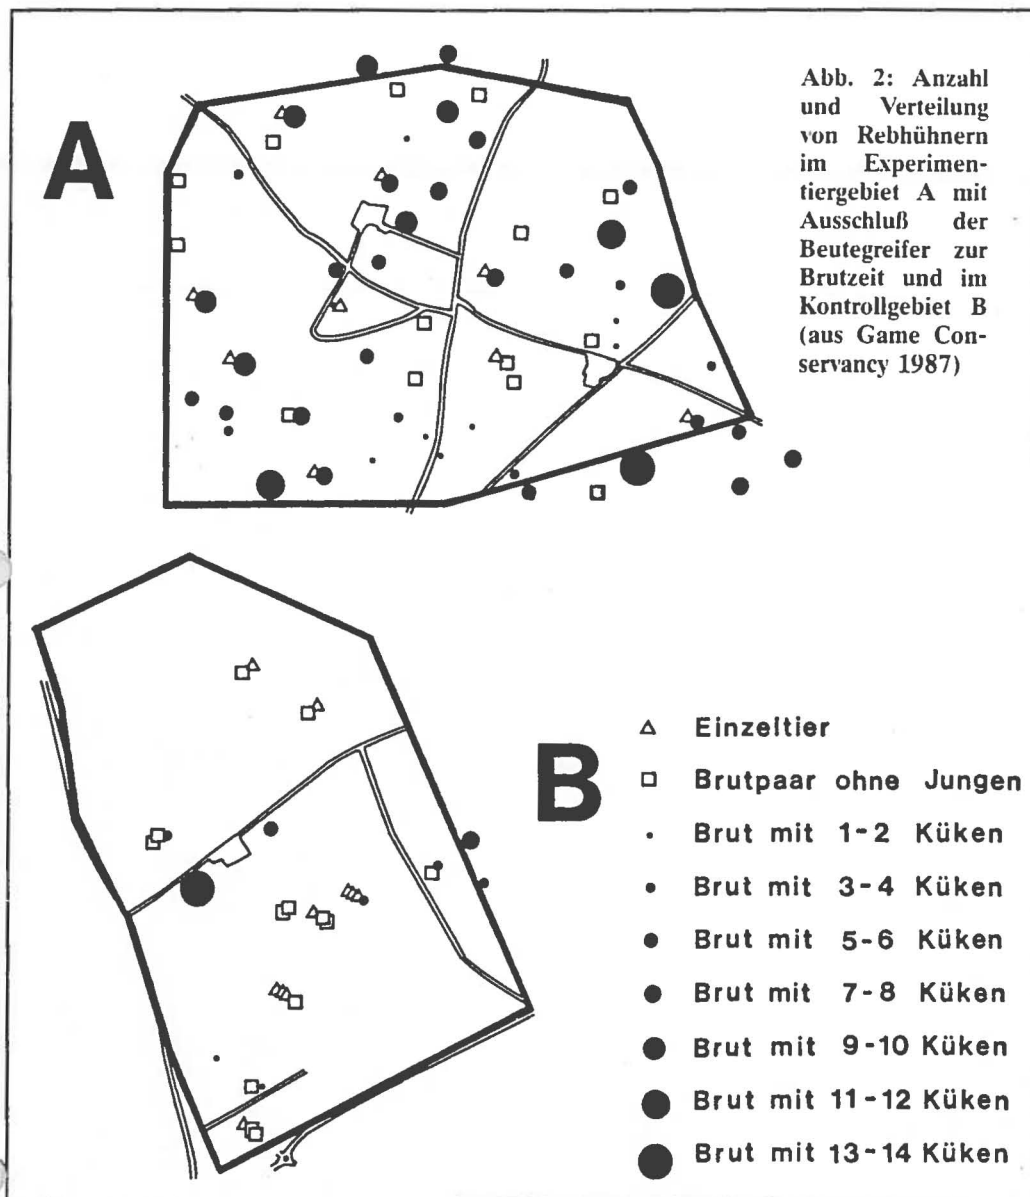 A
Abb. 2: Anzahl
und Verteilung
von Rebhühnern
im Experimen-
tiergebiet A mit
Ausschluß der
Beutegreifer zur
Brutzeit und im
Kontrollgebiet B
(aus Game Con-
servancy 1987)
B
Einzeltier
Brutpaar ohne Jungen
Brut mit 1-2 Küken
Brut mit 3-4 Küken
Brut mit 5-6 Küken
Brut mit 7-8 Küken
Brut mit 9-10 Küken
Brut mit 11-12 Küken
Brut mit 13-14 Küken